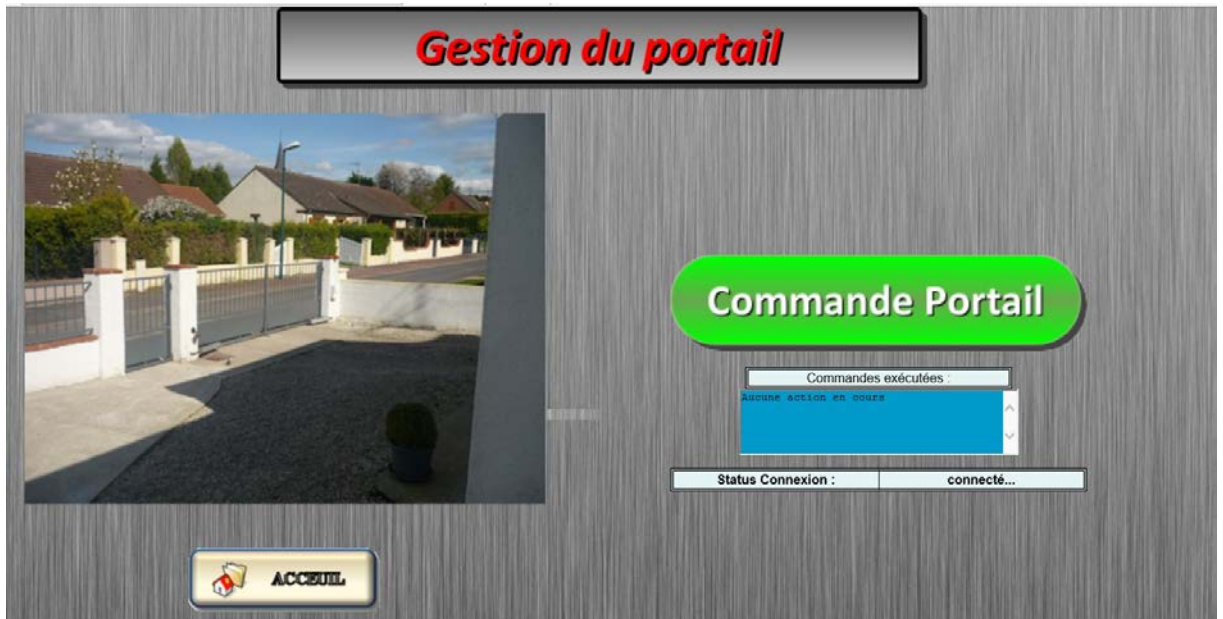 Gestion du portail
Commande Portail
Commandes exécutées :
Aucune action en cours
Status Connexion :
connecté...
ACCEUIL